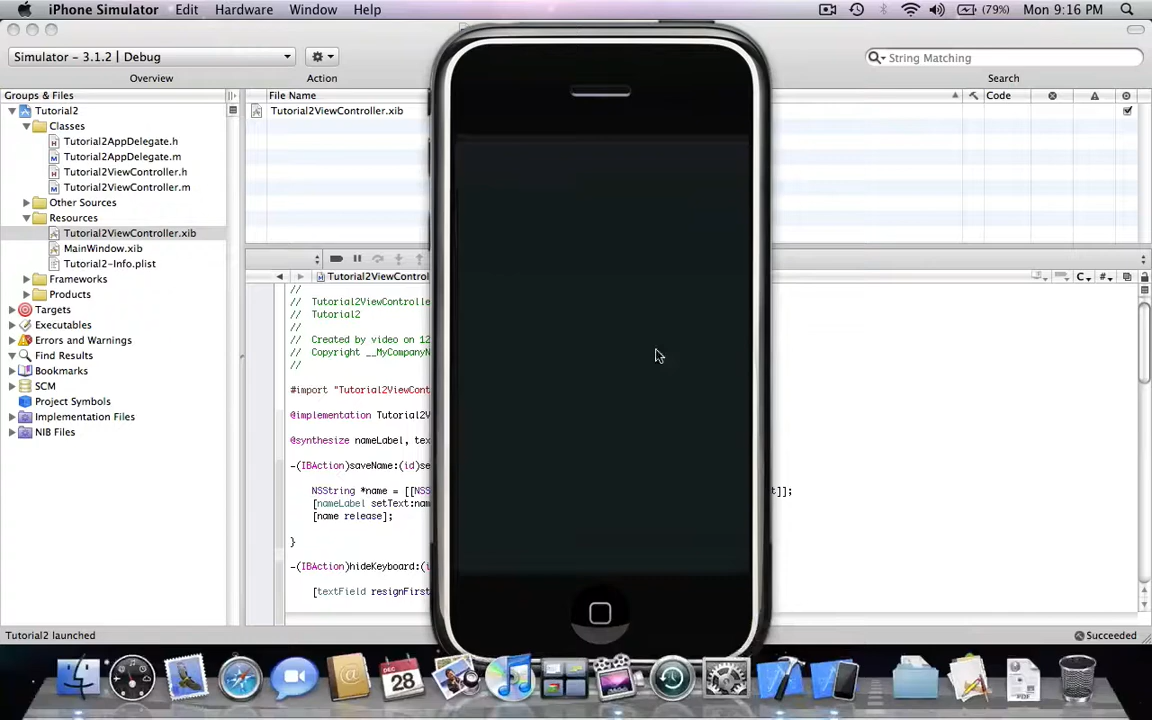 iPhone Simulator Edit Hardware Window Help (79%) Mon 9:16 PM
Simulator - 3.1.2 | Debug
String Matching
Overview Action Search
Groups & Files
File Name
Code
Tutorial2
Tutorial2ViewController.xib
Classes
Tutorial2AppDelegate.h
Tutorial2AppDelegate.m
Tutorial2ViewController.h
Tutorial2ViewController.m
Other Sources
Resources
Tutorial2ViewController.xib
MainWindow.xib
Tutorial2-Info.plist
Frameworks
Products
Targets
Executables
Errors and Warnings
Find Results
Bookmarks
SCM
Project Symbols
Implementation Files
NIB Files
Tutorial2ViewControl
C
#
//
// Tutorial2ViewControlle
// Tutorial2
//
// Created by video on 12
// Copyright __MyCompanyN
//
#import "Tutorial2ViewCont
@implementation Tutorial2V
@synthesize nameLabel, tex
-(IBAction)saveName:(id)se
NSString *name = [[NSS t]];
[nameLabel setText:nam
[name release];
}
-(IBAction)hideKeyboard:(i
[textField resignFirst
Tutorial2 launched
Succeeded
DEC
28
PDF